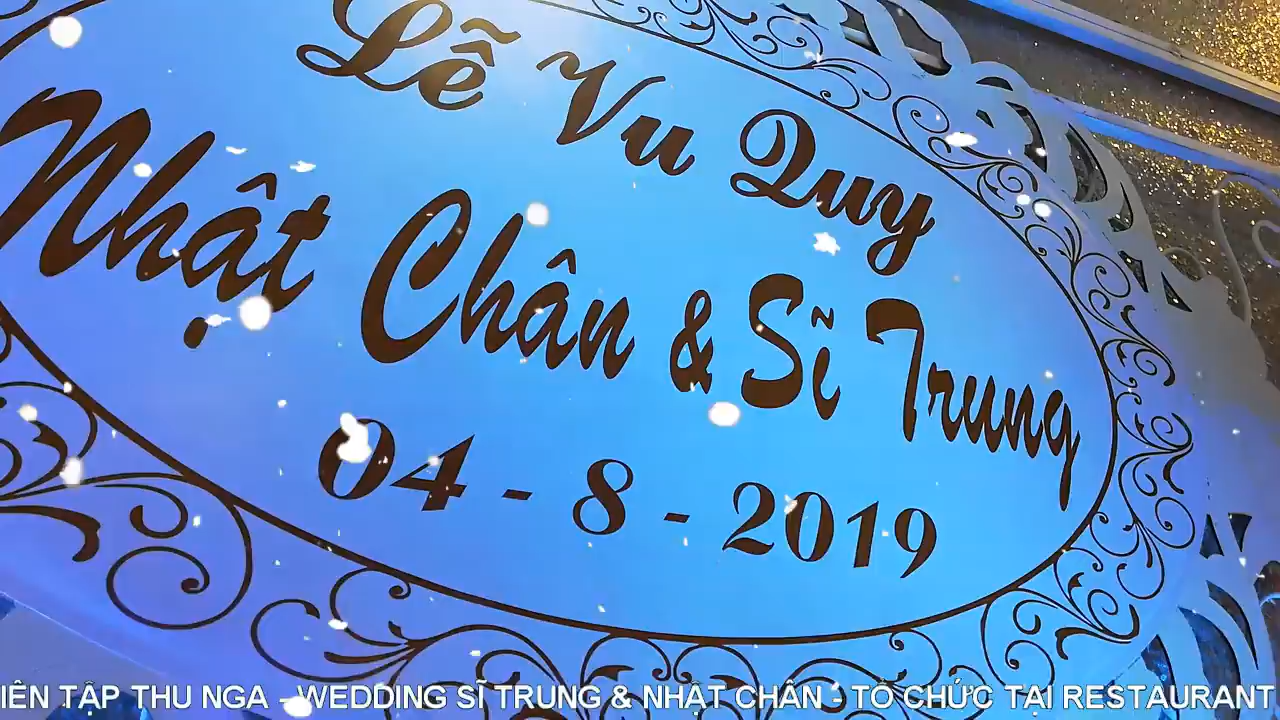 Lễ Vu Quy
Nhật Chân & Sĩ Trung
04 - 8 - 2019
IÊN TẬP THU NGA - WEDDING SĨ TRUNG & NHẬT CHÂN - TỔ CHỨC TẠI RESTAURANT